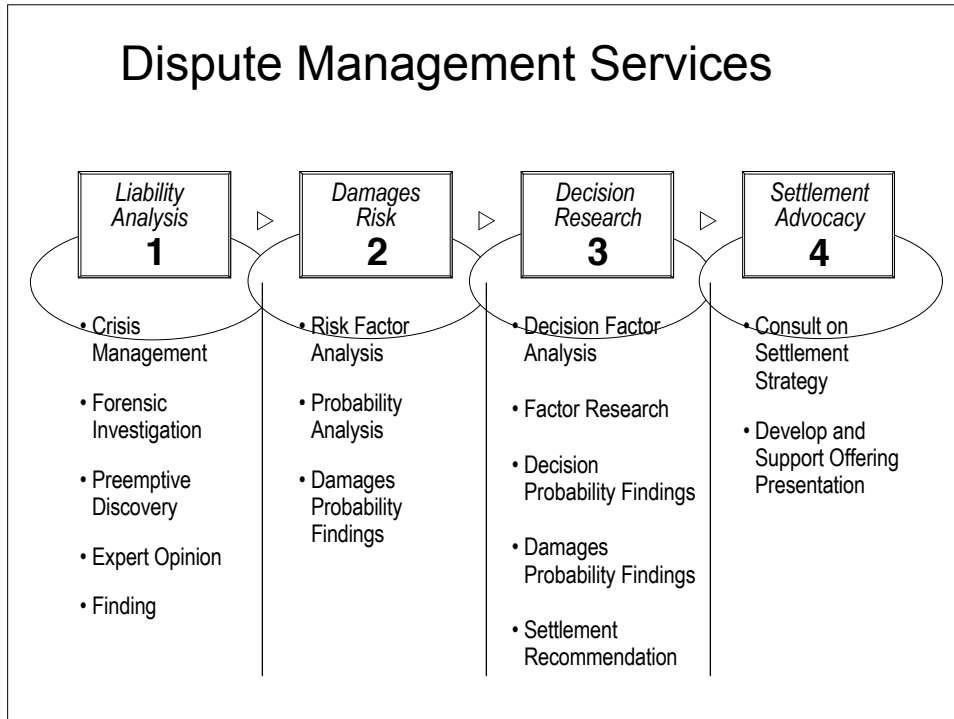 Dispute Management Services
Liability
Analysis
1
• Crisis
Management
• Forensic
Investigation
• Preemptive
Discovery
• Expert Opinion
• Finding
Damages
Risk
2
• Risk Factor
Analysis
• Probability
Analysis
• Damages
Probability
Findings
Decision
Research
3
• Decision Factor
Analysis
• Factor Research
• Decision
Probability Findings
• Damages
Probability Findings
• Settlement
Recommendation
Settlement
Advocacy
4
• Consult on
Settlement
Strategy
• Develop and
Support Offering
Presentation